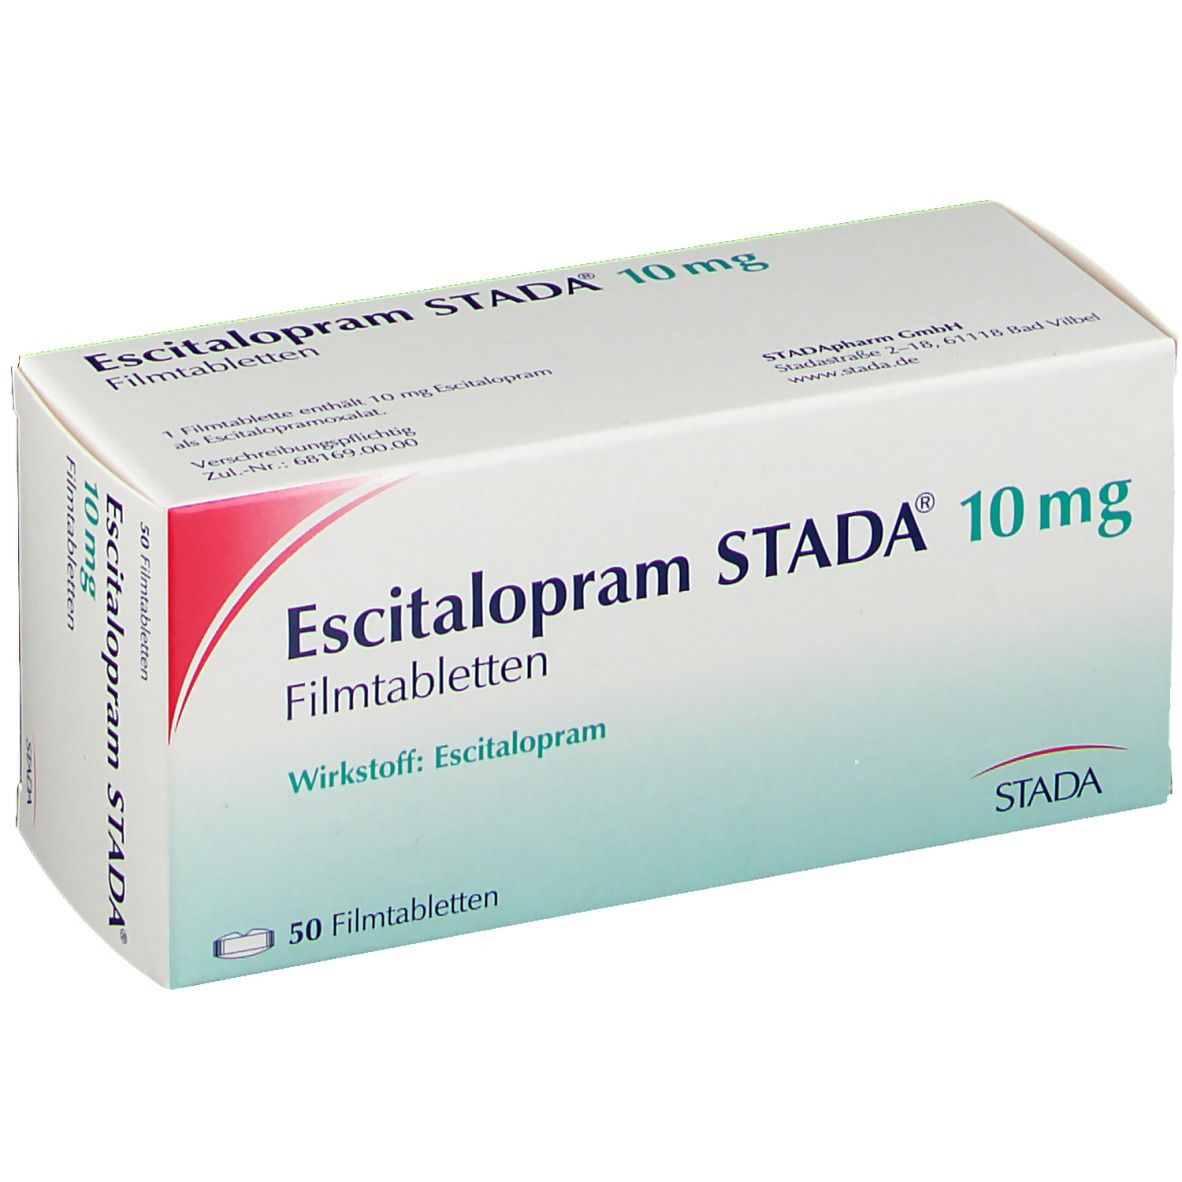 Escitalopram STADA® 10 mg
Filmtabletten
1 Filmtablette enthält 10 mg Escitalopram
als Escitalopramoxalat.
Verschreibungspflichtig
Zul.-Nr.: 68169.00.00
STADApharm GmbH
Stadastraße 2–18, 61118 Bad Vilbel
www.stada.de
Escitalopram STADA® 10 mg
Filmtabletten
Wirkstoff: Escitalopram
50 Filmtabletten
STADA
50 Filmtabletten
Escitalopram STADA®
10 mg
Filmtabletten
STADA